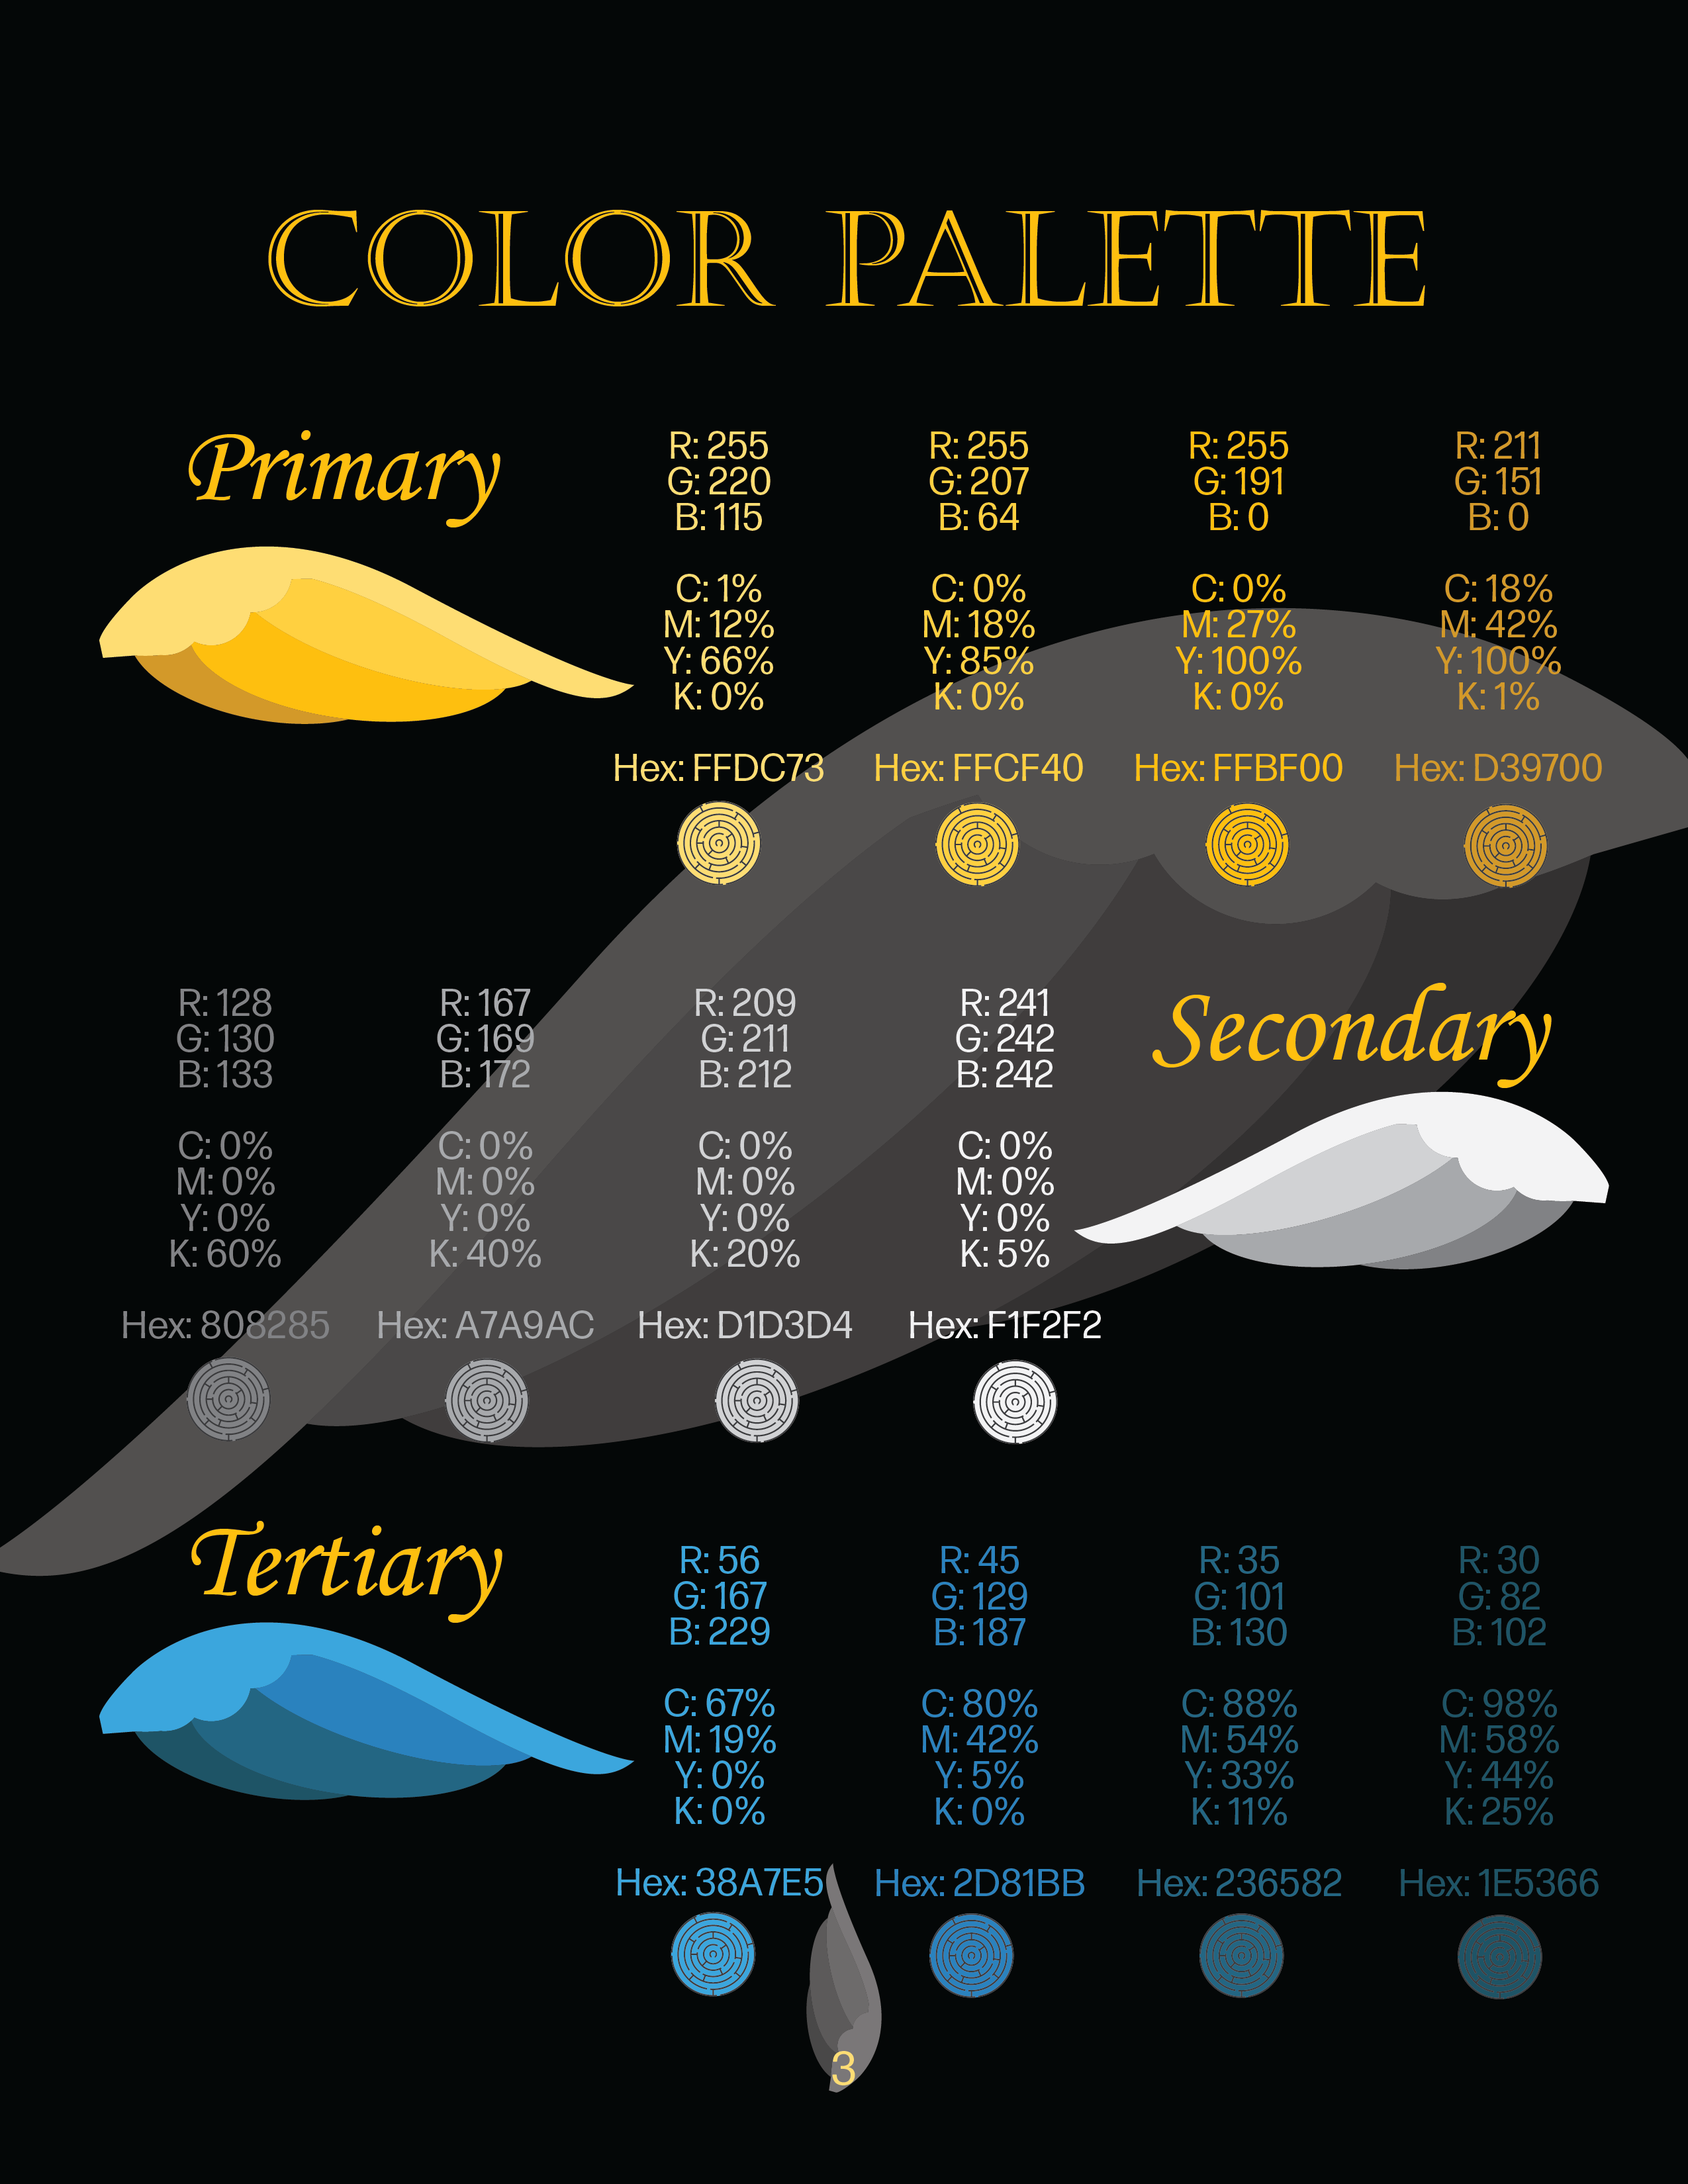 COLOR PALETTE
Primary
R: 255
G: 220
B: 115
C: 1%
M: 12%
Y: 66%
K: 0%
Hex: FFDC73
R: 255
G: 207
B: 64
C: 0%
M: 18%
Y: 85%
K: 0%
Hex: FFCF40
R: 255
G: 191
B: 0
C: 0%
M: 27%
Y: 100%
K: 0%
Hex: FFBF00
R: 211
G: 151
B: 0
C: 18%
M: 42%
Y: 100%
K: 1%
Hex: D39700
Secondary
R: 128
G: 130
B: 133
C: 0%
M: 0%
Y: 0%
K: 60%
Hex: 808285
R: 167
G: 169
B: 172
C: 0%
M: 0%
Y: 0%
K: 40%
Hex: A7A9AC
R: 209
G: 211
B: 212
C: 0%
M: 0%
Y: 0%
K: 20%
Hex: D1D3D4
R: 241
G: 242
B: 242
C: 0%
M: 0%
Y: 0%
K: 5%
Hex: F1F2F2
Tertiary
R: 56
G: 167
B: 229
C: 67%
M: 19%
Y: 0%
K: 0%
Hex: 38A7E5
R: 45
G: 129
B: 187
C: 80%
M: 42%
Y: 5%
K: 0%
Hex: 2D81BB
R: 35
G: 101
B: 130
C: 88%
M: 54%
Y: 33%
K: 11%
Hex: 236582
R: 30
G: 82
B: 102
C: 98%
M: 58%
Y: 44%
K: 25%
Hex: 1E5366
3